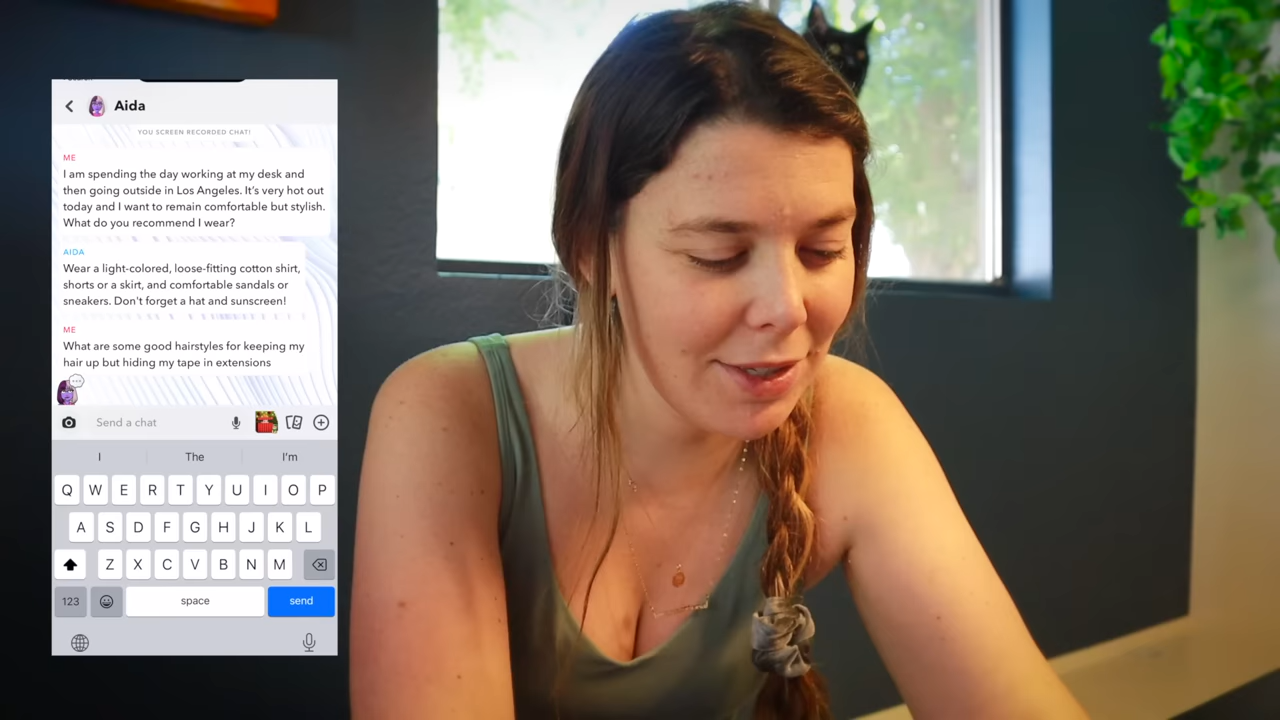 Aida
YOU SCREEN RECORDED CHAT!
ME
I am spending the day working at my desk and
then going outside in Los Angeles. It's very hot out
today and I want to remain comfortable but stylish.
What do you recommend I wear?
AIDA
Wear a light-colored, loose-fitting cotton shirt,
shorts or a skirt, and comfortable sandals or
sneakers. Don't forget a hat and sunscreen!
ME
What are some good hairstyles for keeping my
hair up but hiding my tape in extensions
Send a chat
I The I'm
Q W E R T Y U I O P
A S D F G H J K L
Z X C V B N M
123 space send